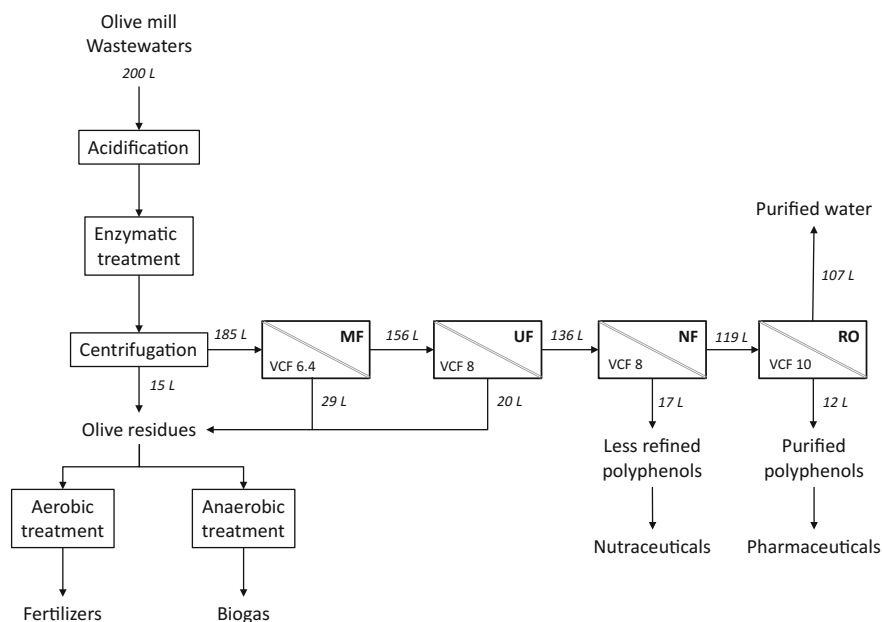 Olive mill
Wastewaters
200 L
Acidification
Enzymatic
treatment
Purified water
107 L
Centrifugation
185 L
MF
VCF 6.4
156 L
UF
VCF 8
136 L
NF
VCF 8
119 L
RO
VCF 10
15 L
29 L
20 L
17 L
12 L
Olive residues
Less refined
polyphenols
Purified
polyphenols
Aerobic
treatment
Anaerobic
treatment
Nutraceuticals
Pharmaceuticals
Fertilizers
Biogas